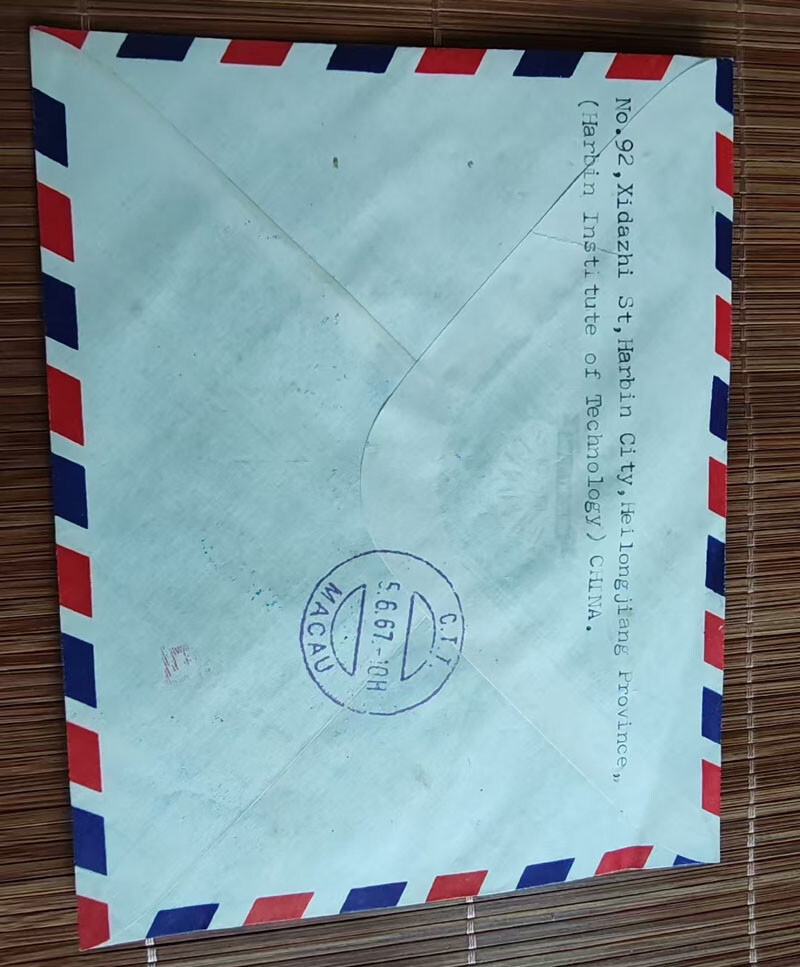 No.92,Xidazhi St,Harbin City,Heilongjiang Province,,
(Harbin Institute of Technology) CHINA.
C.T.T.
5.6.67.-10H
MACAU